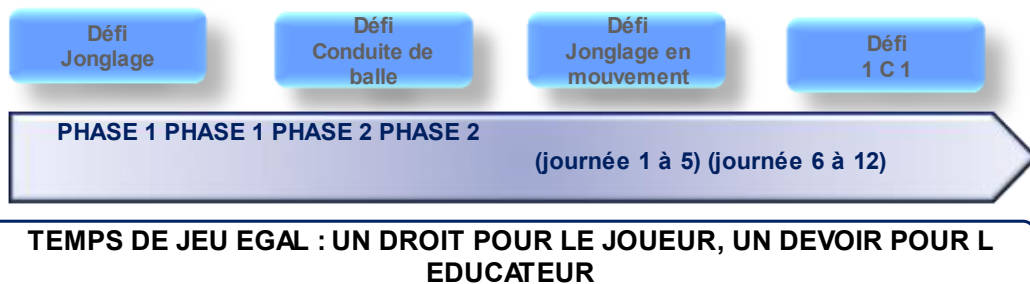 Défi
Jonglage
Défi
Conduite de
balle
Défi
Jonglage en
mouvement
Défi
1 C 1
PHASE 1 PHASE 1 PHASE 2 PHASE 2
(journée 1 à 5) (journée 6 à 12)
TEMPS DE JEU EGAL : UN DROIT POUR LE JOUEUR, UN DEVOIR POUR L
EDUCATEUR